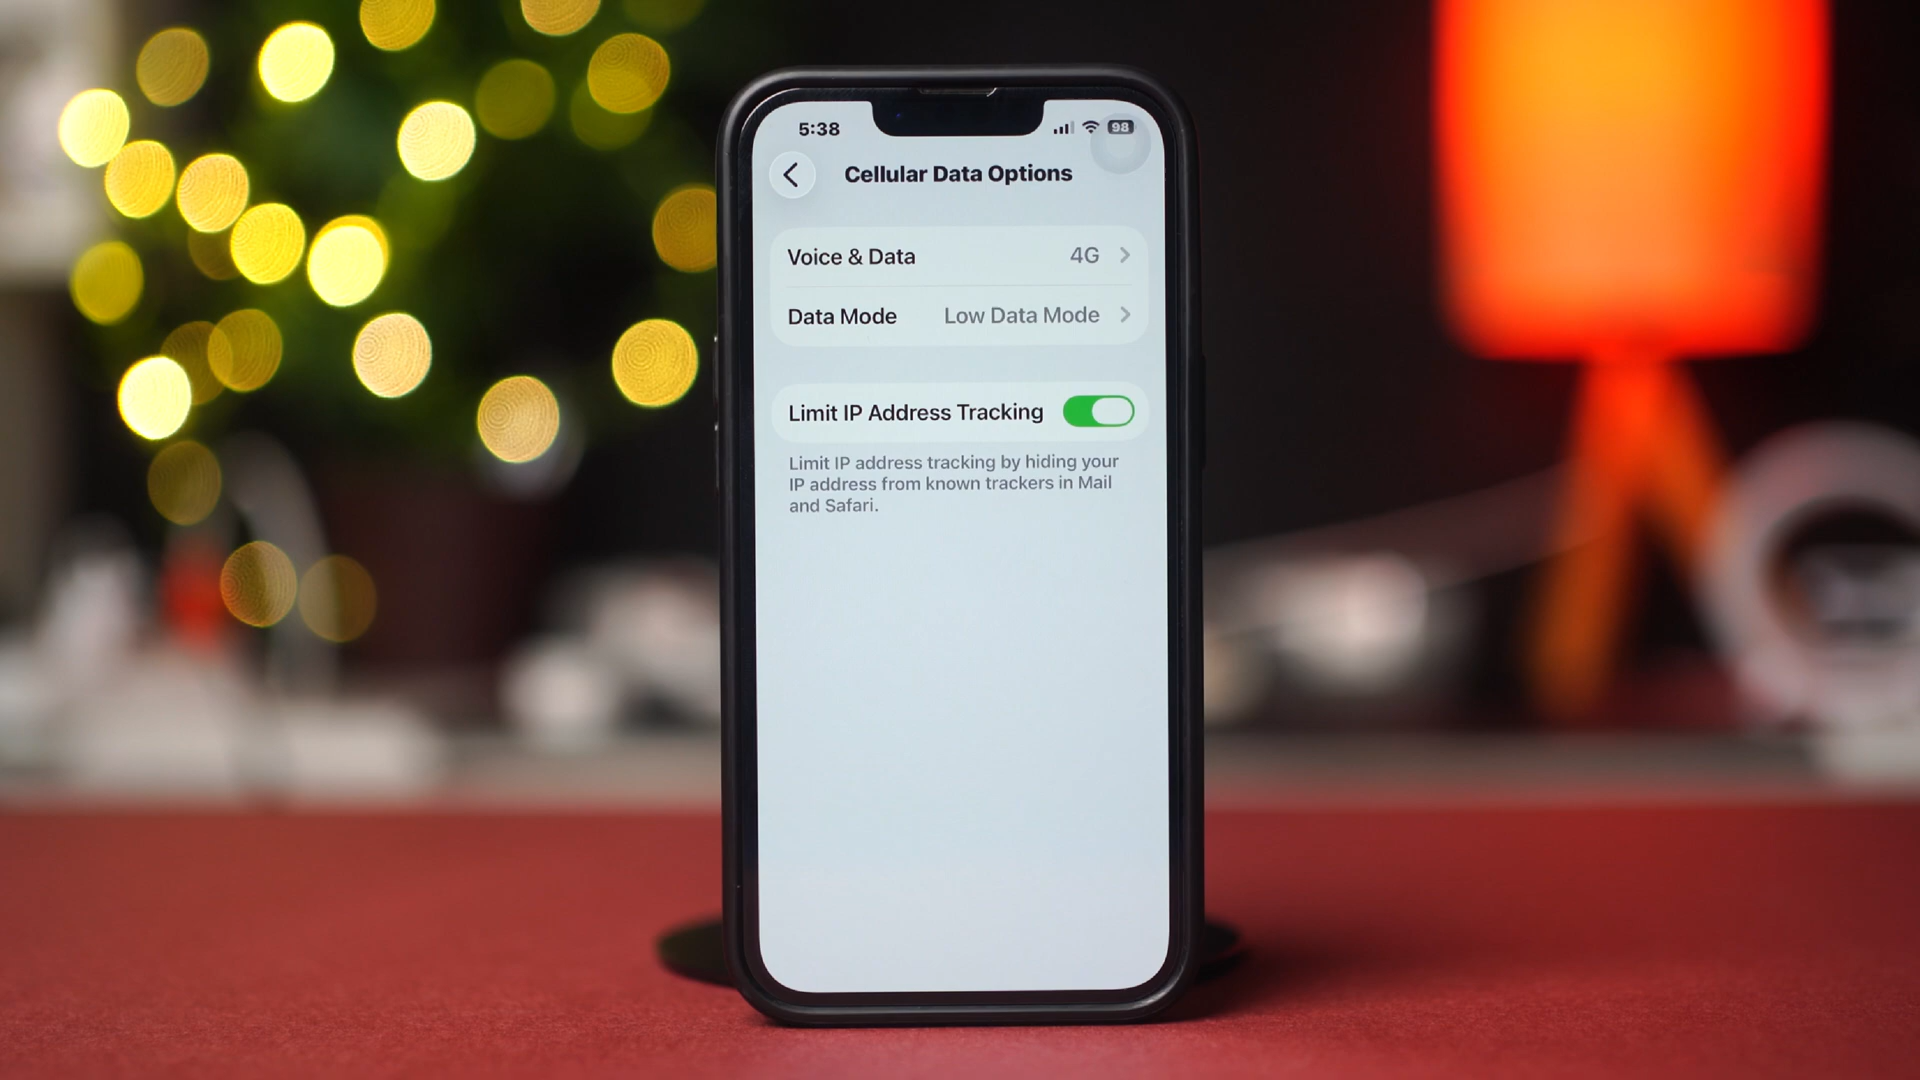 5:38 98
Cellular Data Options
Voice & Data 4G
Data Mode Low Data Mode
Limit IP Address Tracking
Limit IP address tracking by hiding your
IP address from known trackers in Mail
and Safari.